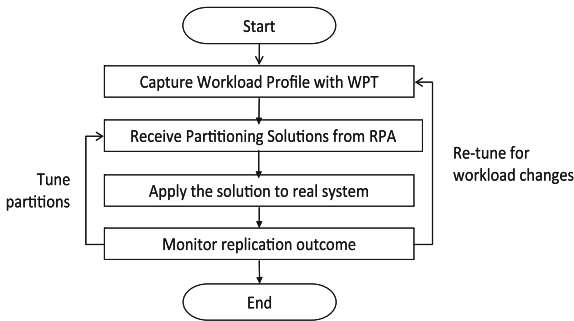 Start
Capture Workload Profile with WPT
Receive Partitioning Solutions from RPA
Tune
partitions
Re-tune for
workload changes
Apply the solution to real system
Monitor replication outcome
End